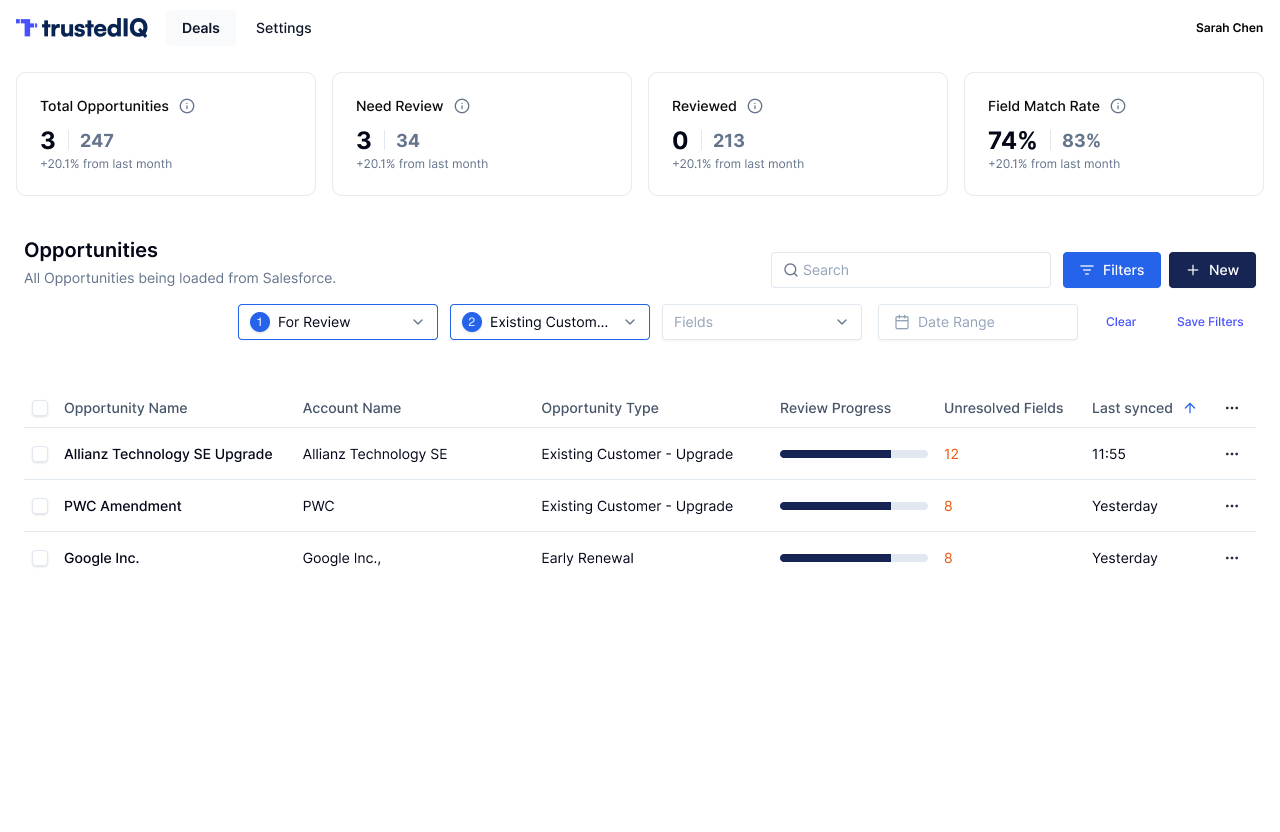 trustedIQ Deals Settings Sarah Chen
Total Opportunities Need Review Reviewed Field Match Rate
3 247 3 34 0 213 74% 83%
+20.1% from last month +20.1% from last month +20.1% from last month +20.1% from last month
Opportunities
All Opportunities being loaded from Salesforce.
Search Filters New
1 For Review 2 Existing Custom... Fields Date Range Clear Save Filters
Opportunity Name Account Name Opportunity Type Review Progress Unresolved Fields Last synced
Allianz Technology SE Upgrade Allianz Technology SE Existing Customer - Upgrade 12 11:55
PWC Amendment PWC Existing Customer - Upgrade 8 Yesterday
Google Inc. Google Inc., Early Renewal 8 Yesterday